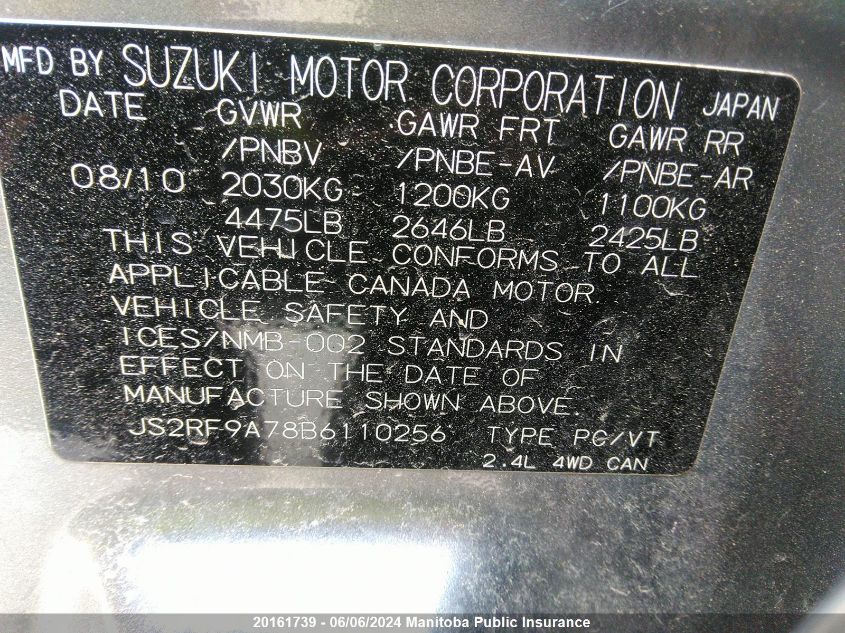 MFD BY SUZUKI MOTOR CORPORATION JAPAN
DATE GVWR GAWR FRT GAWR RR
/PNBV /PNBE-AV /PNBE-AR
08/10 2030KG 1200KG 1100KG
4475LB 2646LB 2425LB
THIS VEHICLE CONFORMS TO ALL
APPLICABLE CANADA MOTOR
VEHICLE SAFETY AND
ICES/NMB-002 STANDARDS IN
EFFECT ON THE DATE OF
MANUFACTURE SHOWN ABOVE.
JS2RF9A78B6110256 TYPE PC/VT
2.4L 4WD CAN
20161739 - 06/06/2024 Manitoba Public Insurance